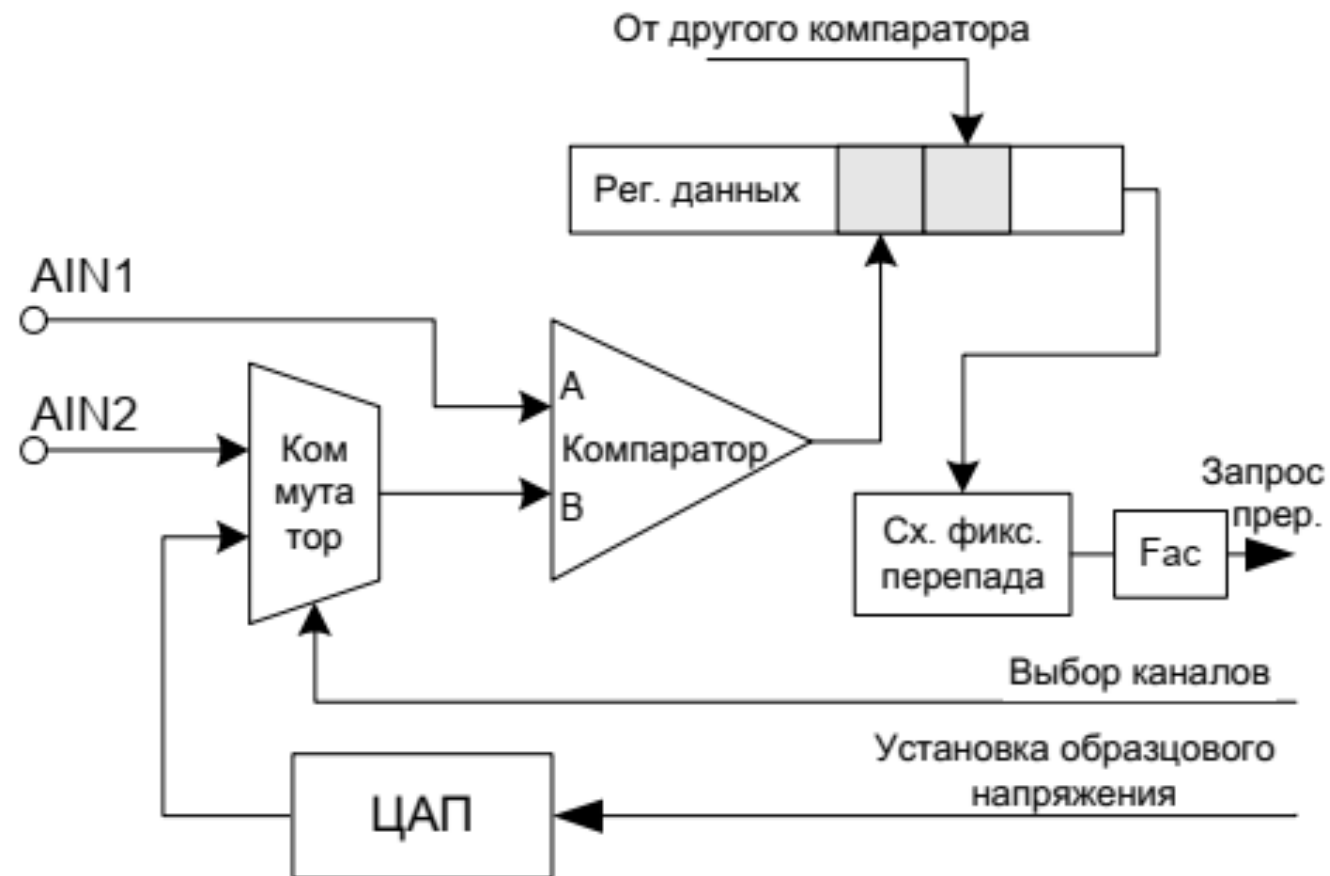 От другого компаратора
Рег. данных
AIN1
AIN2
Ком
мута
тор
A
Компаратор
B
Запрос
прер.
Сх. фикс.
перепада
Fac
Выбор каналов
Установка образцового
напряжения
ЦАП